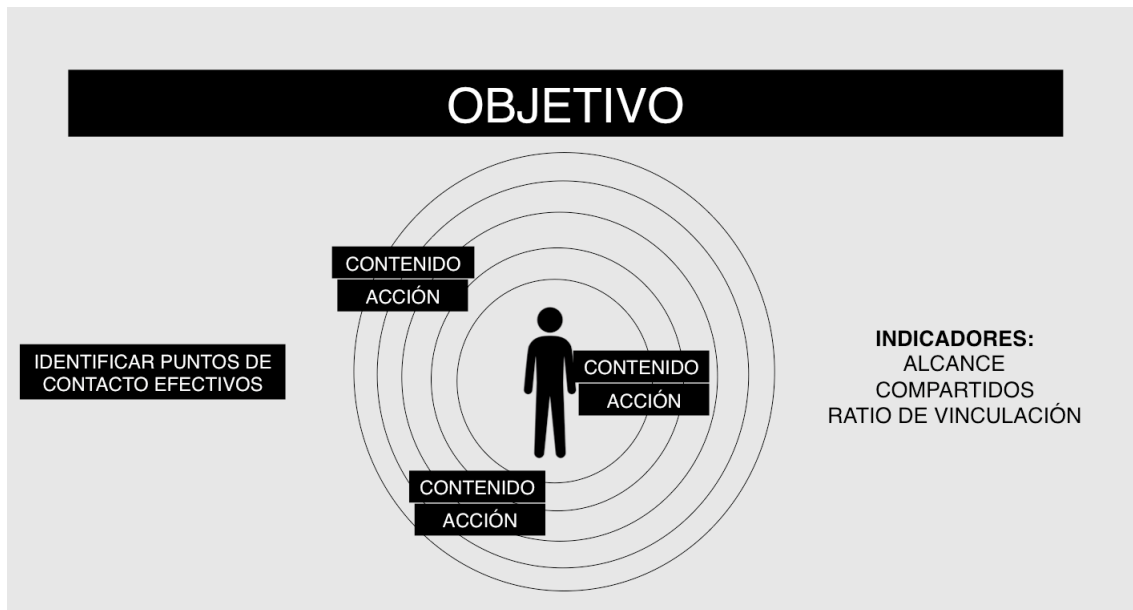 OBJETIVO
CONTENIDO
ACCIÓN
IDENTIFICAR PUNTOS DE
CONTACTO EFECTIVOS
CONTENIDO
ACCIÓN
CONTENIDO
ACCIÓN
INDICADORES:
ALCANCE
COMPARTIDOS
RATIO DE VINCULACIÓN